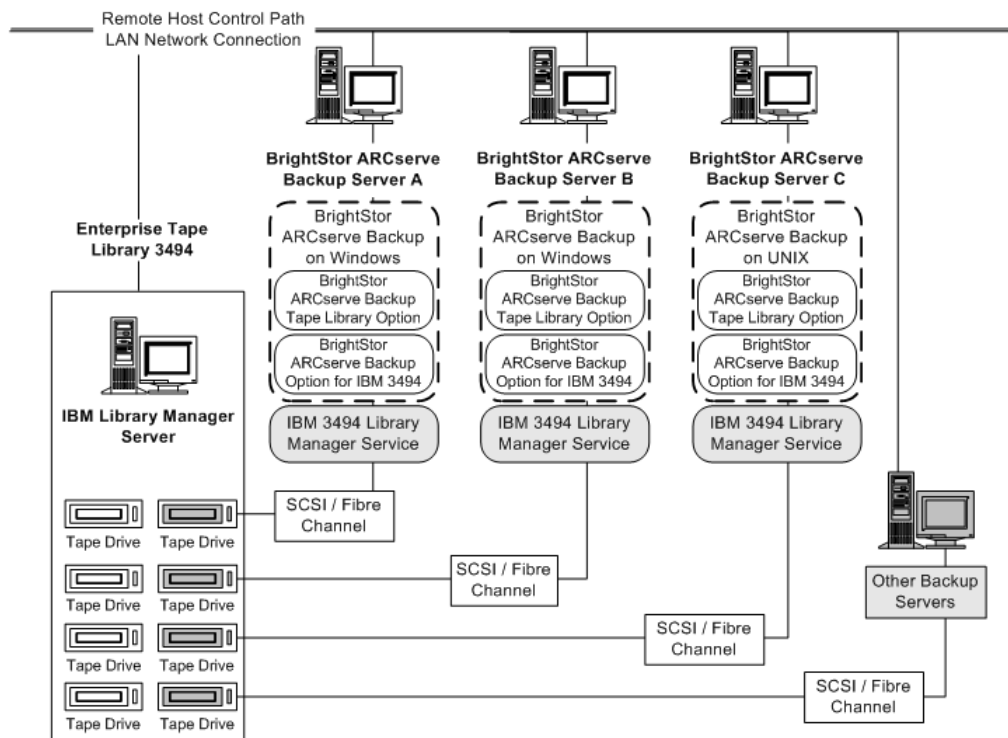 Remote Host Control Path
LAN Network Connection
BrightStor ARCserve
Backup Server A
BrightStor ARCserve
Backup Server B
BrightStor ARCserve
Backup Server C
Enterprise Tape
Library 3494
BrightStor
ARCserve Backup
on Windows
BrightStor
ARCserve Backup
Tape Library Option
BrightStor
ARCserve Backup
Option for IBM 3494
IBM 3494 Library
Manager Service
BrightStor
ARCserve Backup
on Windows
BrightStor
ARCserve Backup
Tape Library Option
BrightStor
ARCserve Backup
Option for IBM 3494
IBM 3494 Library
Manager Service
BrightStor
ARCserve Backup
on UNIX
BrightStor
ARCserve Backup
Tape Library Option
BrightStor
ARCserve Backup
Option for IBM 3494
IBM 3494 Library
Manager Service
IBM Library Manager
Server
Tape Drive
Tape Drive
SCSI / Fibre
Channel
Tape Drive
Tape Drive
SCSI / Fibre
Channel
Tape Drive
Tape Drive
SCSI / Fibre
Channel
Tape Drive
Tape Drive
SCSI / Fibre
Channel
Other Backup
Servers